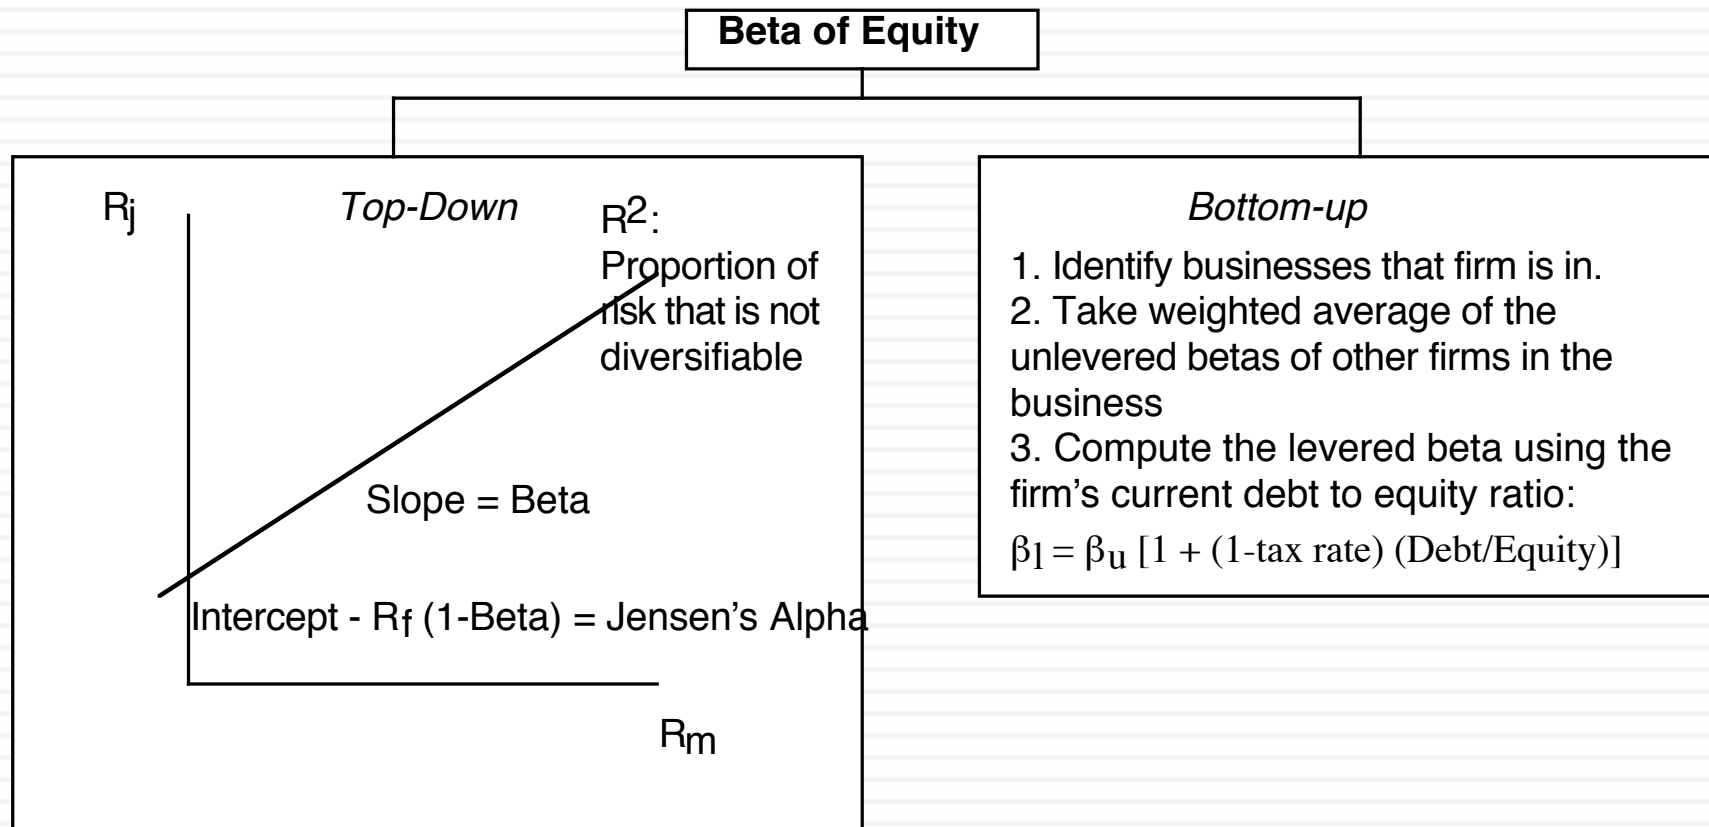 Beta of Equity
Rj
Top-Down
R2:
Proportion of
risk that is not
diversifiable
Slope = Beta
Intercept - Rf (1-Beta) = Jensen's Alpha
Rm
Bottom-up
1. Identify businesses that firm is in.
2. Take weighted average of the
unlevered betas of other firms in the
business
3. Compute the levered beta using the
firm's current debt to equity ratio:
βl = βu [1 + (1-tax rate) (Debt/Equity)]